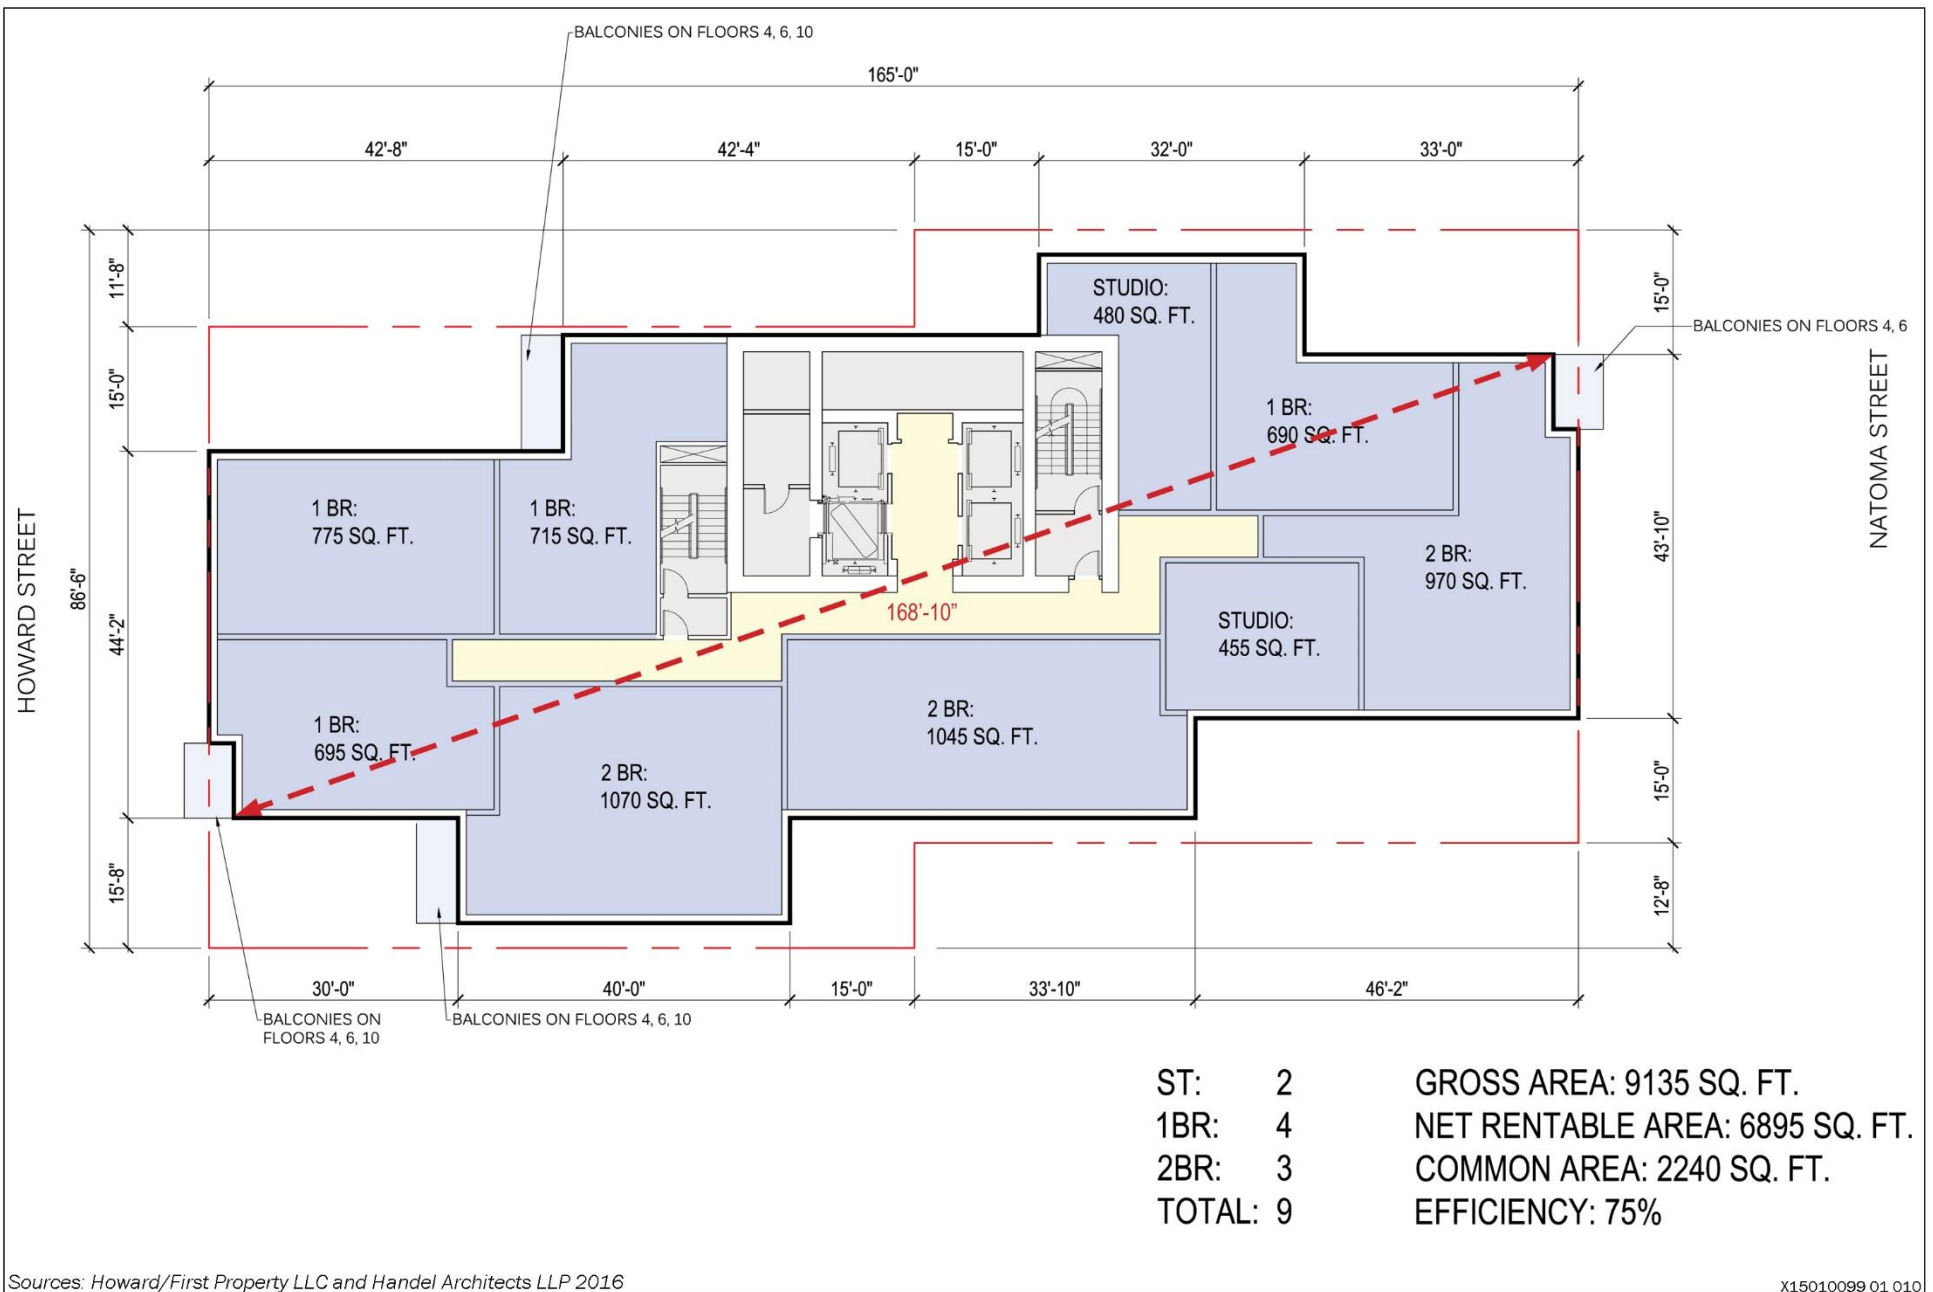 BALCONIES ON FLOORS 4, 6, 10
165'-0"
42'-8"
42'-4"
15'-0"
32'-0"
33'-0"
11'-8"
15'-0"
86'-6"
44'-2"
15'-8"
HOWARD STREET
STUDIO:
480 SQ. FT.
15'-0"
BALCONIES ON FLOORS 4, 6
NATOMA STREET
1 BR:
690 SQ. FT.
1 BR:
775 SQ. FT.
1 BR:
715 SQ. FT.
43'-10"
2 BR:
970 SQ. FT.
168'-10"
STUDIO:
455 SQ. FT.
1 BR:
695 SQ. FT.
2 BR:
1045 SQ. FT.
2 BR:
1070 SQ. FT.
15'-0"
12'-8"
30'-0"
40'-0"
15'-0"
33'-10"
46'-2"
BALCONIES ON
FLOORS 4, 6, 10
BALCONIES ON FLOORS 4, 6, 10
ST: 2
1BR: 4
2BR: 3
TOTAL: 9
GROSS AREA: 9135 SQ. FT.
NET RENTABLE AREA: 6895 SQ. FT.
COMMON AREA: 2240 SQ. FT.
EFFICIENCY: 75%
Sources: Howard/First Property LLC and Handel Architects LLP 2016
X15010099 01 010